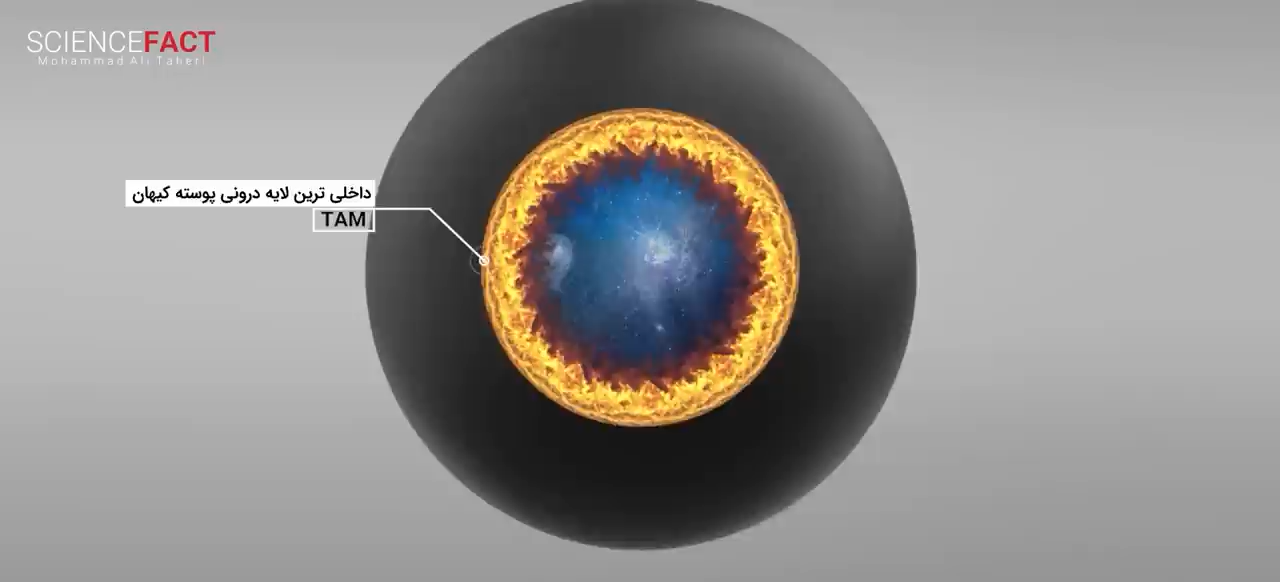 SCIENCEFACT
Mohammad Ali Taheri
داخلی ترین لایه درونی پوسته کیهان
TAM